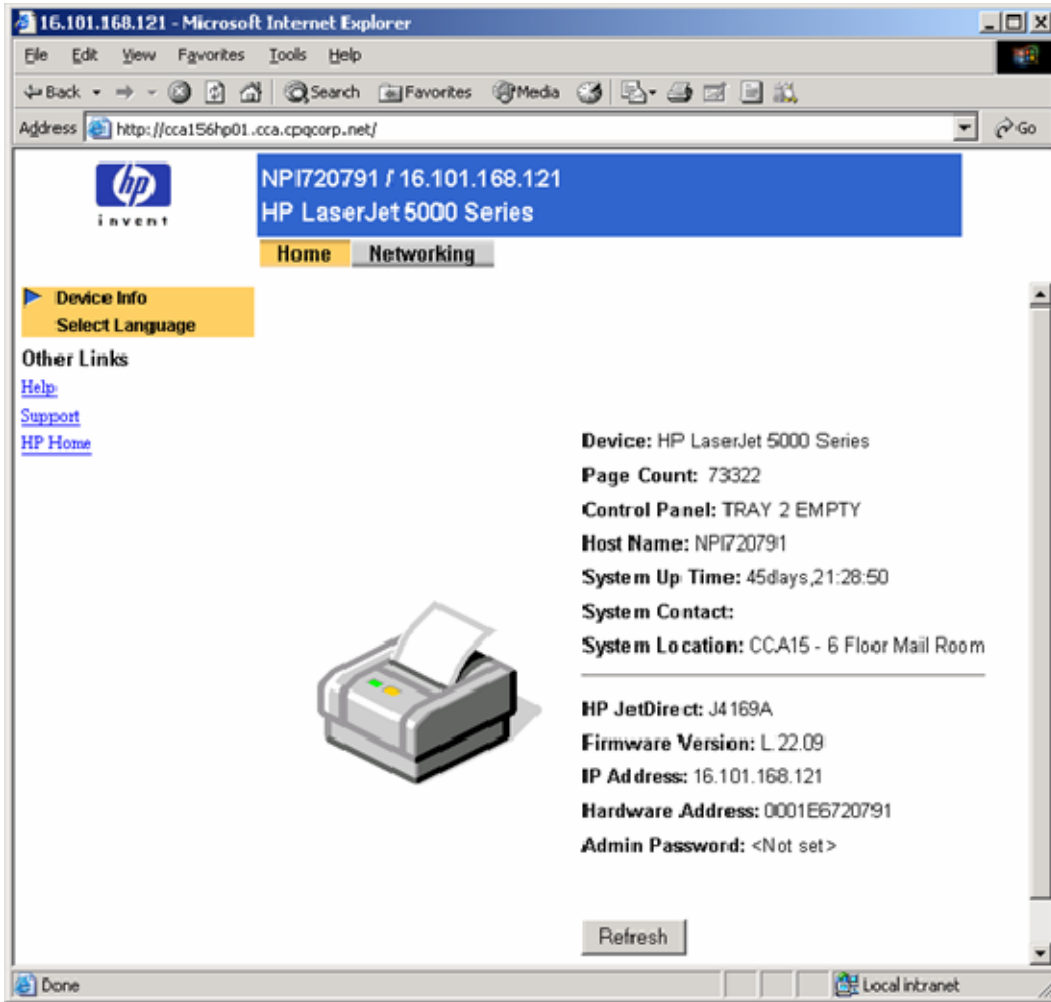 16.101.168.121 - Microsoft Internet Explorer
File Edit View Favorites Tools Help
Back Search Favorites Media
Address http://cca156hp01.cca.cpqcorp.net/ Go
hp
invent
NPI720791 / 16.101.168.121
HP LaserJet 5000 Series
Home Networking
Device Info
Select Language
Other Links
Help
Support
HP Home
Device: HP LaserJet 5000 Series
Page Count: 73322
Control Panel: TRAY 2 EMPTY
Host Name: NPI720791
System Up Time: 45days,21:28:50
System Contact:
System Location: CCA15 - 6 Floor Mail Room
HP JetDirect: J4169A
Firmware Version: L.22.09
IP Address: 16.101.168.121
Hardware Address: 0001E6720791
Admin Password: <Not set>
Refresh
Done Local intranet